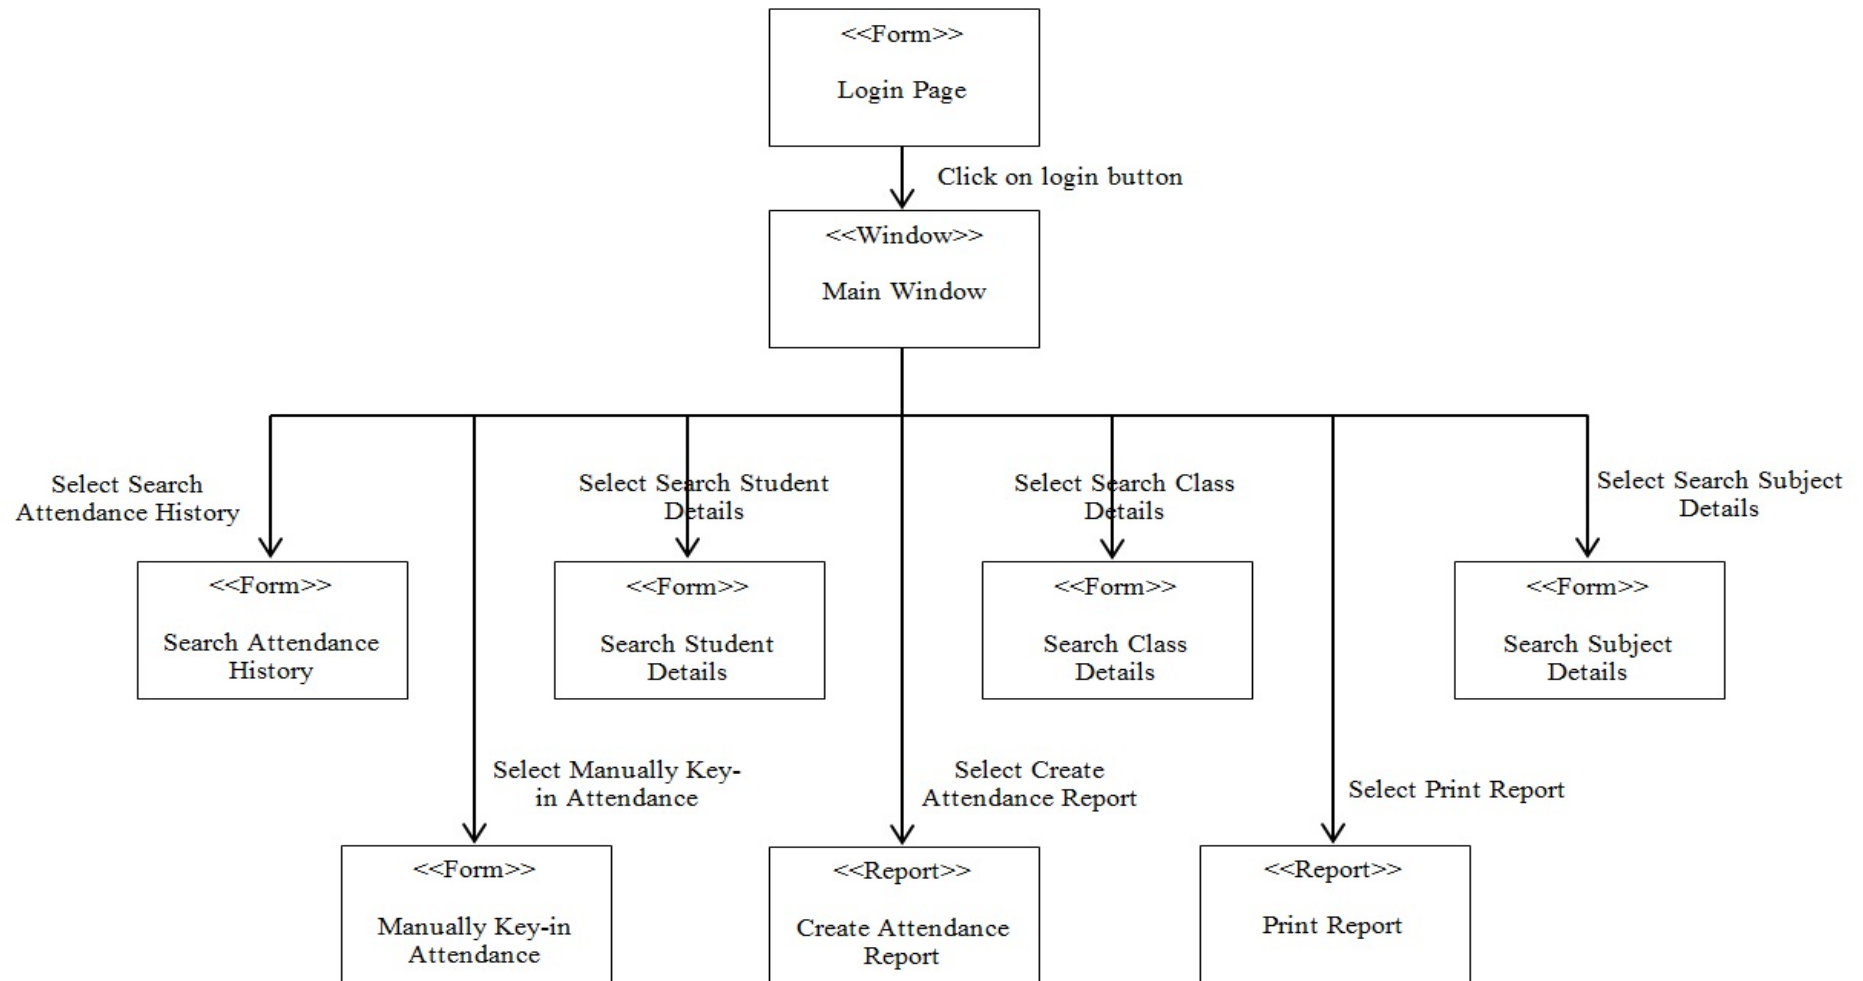 <<Form>>
Login Page
Click on login button
<<Window>>
Main Window
Select Search
Attendance History
Select Search Student
Details
Select Search Class
Details
Select Search Subject
Details
<<Form>>
Search Attendance
History
<<Form>>
Search Student
Details
<<Form>>
Search Class
Details
<<Form>>
Search Subject
Details
Select Manually Key-
in Attendance
Select Create
Attendance Report
Select Print Report
<<Form>>
Manually Key-in
Attendance
<<Report>>
Create Attendance
Report
<<Report>>
Print Report